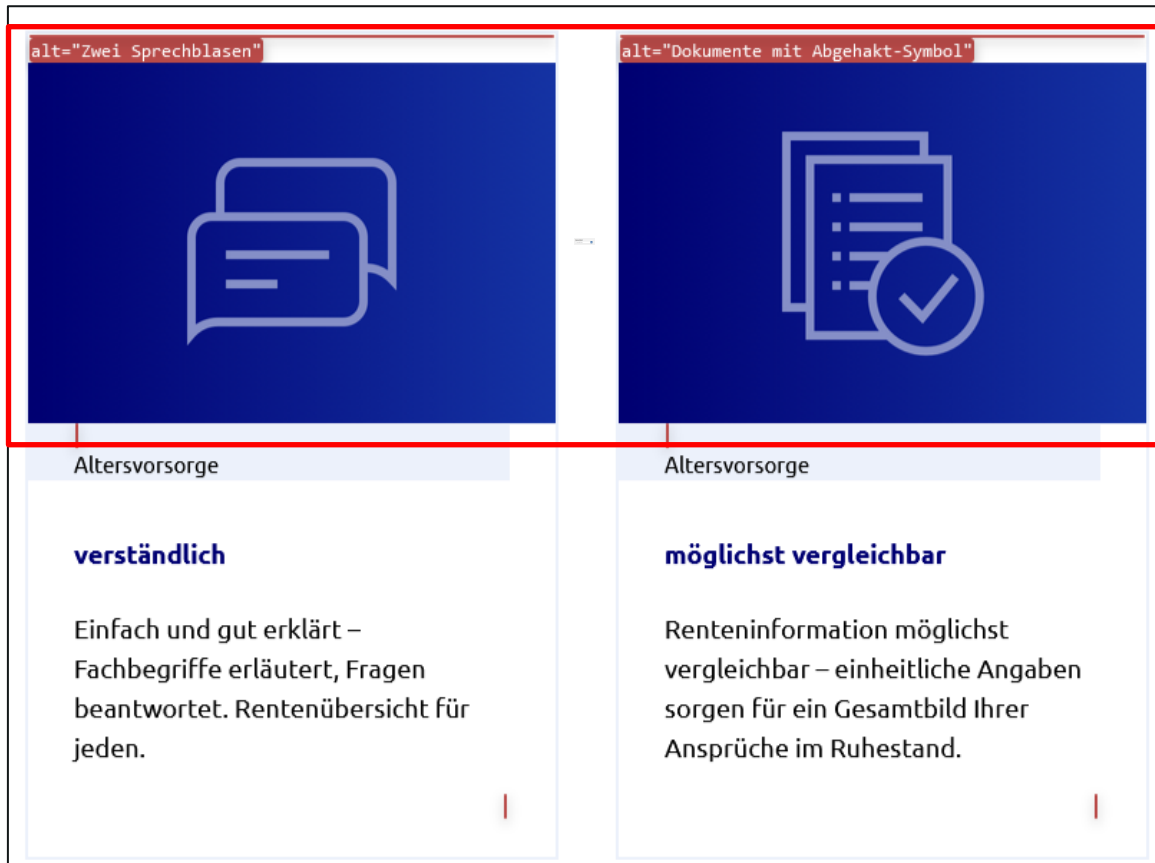 alt="Zwei Sprechblasen"
Altersvorsorge
verständlich
Einfach und gut erklärt –
Fachbegriffe erläutert, Fragen
beantwortet. Rentenübersicht für
jeden.
alt="Dokumente mit Abgehakt-Symbol"
Altersvorsorge
möglichst vergleichbar
Renteninformation möglichst
vergleichbar – einheitliche Angaben
sorgen für ein Gesamtbild Ihrer
Ansprüche im Ruhestand.